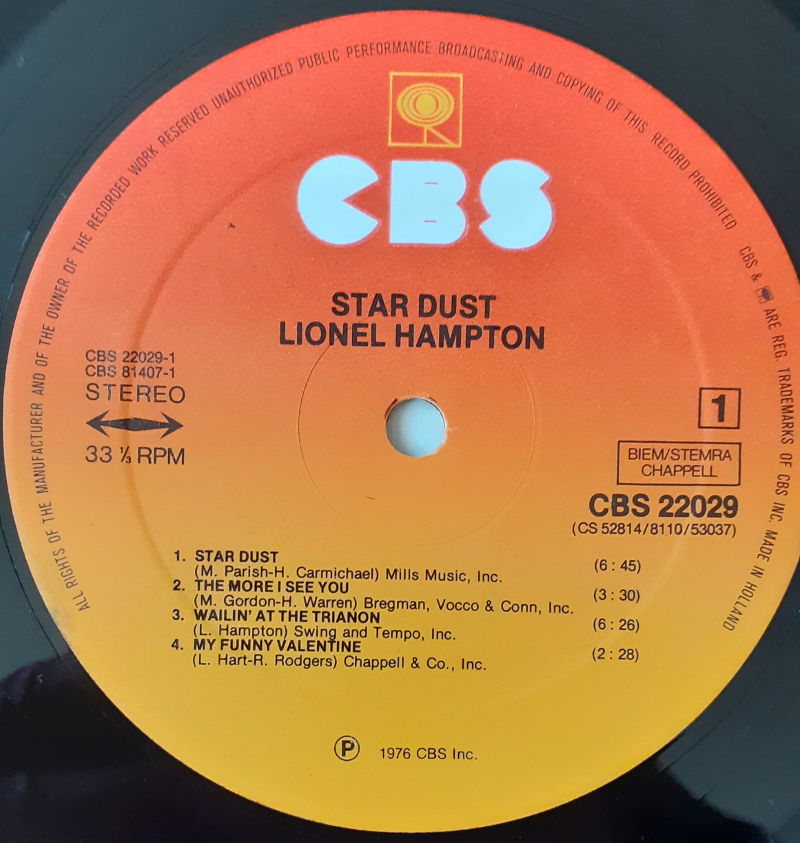 ALL RIGHTS OF THE MANUFACTURER AND OF THE OWNER OF THE RECORDED WORK RESERVED UNAUTHORIZED PUBLIC PERFORMANCE BROADCASTING AND COPYING OF THIS RECORD PROHIBITED
CBS & ARE REG. TRADEMARKS OF CBS INC. MADE IN HOLLAND
CBS
STAR DUST
LIONEL HAMPTON
CBS 22029-1
CBS 81407-1
STEREO
33 ⅓ RPM
1
BIEM/STEMRA
CHAPPELL
CBS 22029
(CS 52814/8110/53037)
1. STAR DUST (6 : 45)
(M. Parish-H. Carmichael) Mills Music, Inc.
2. THE MORE I SEE YOU (3 : 30)
(M. Gordon-H. Warren) Bregman, Vocco & Conn, Inc.
3. WAILIN' AT THE TRIANON (6 : 26)
(L. Hampton) Swing and Tempo, Inc.
4. MY FUNNY VALENTINE (2 : 28)
(L. Hart-R. Rodgers) Chappell & Co., Inc.
Ⓟ 1976 CBS Inc.